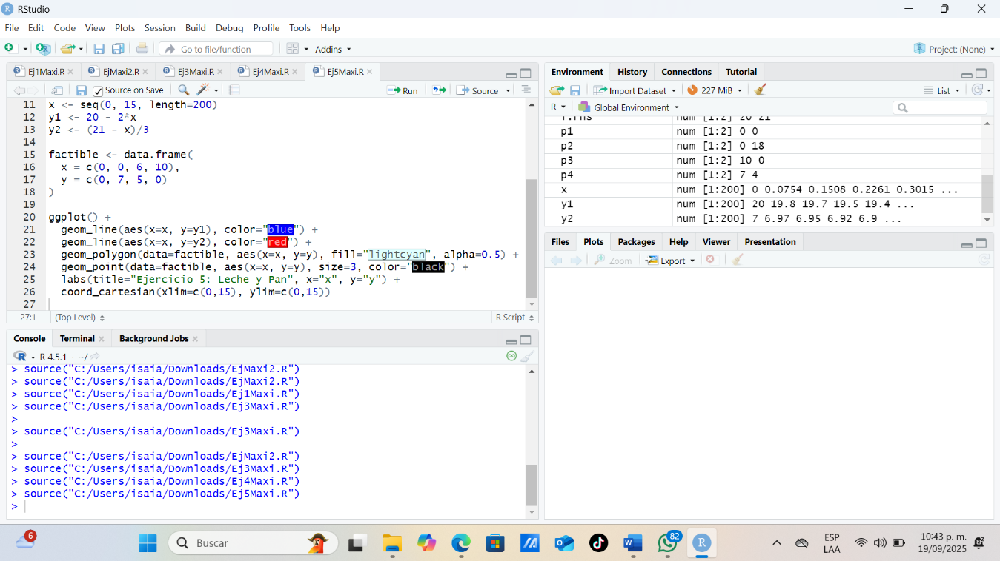 RStudio
File Edit Code View Plots Session Build Debug Profile Tools Help
Go to file/function Addins Project: (None)
Ej1Maxi.R EjMaxi2.R Ej3Maxi.R Ej4Maxi.R Ej5Maxi.R
Source on Save Run Source
11 x <- seq(0, 15, length=200)
12 y1 <- 20 - 2*x
13 y2 <- (21 - x)/3
14
15 factible <- data.frame(
16 x = c(0, 0, 6, 10),
17 y = c(0, 7, 5, 0)
18 )
19
20 ggplot() +
21 geom_line(aes(x=x, y=y1), color="blue") +
22 geom_line(aes(x=x, y=y2), color="red") +
23 geom_polygon(data=factible, aes(x=x, y=y), fill="lightcyan", alpha=0.5) +
24 geom_point(data=factible, aes(x=x, y=y), size=3, color="black") +
25 labs(title="Ejercicio 5: Leche y Pan", x="x", y="y") +
26 coord_cartesian(xlim=c(0,15), ylim=c(0,15))
27
27:1 (Top Level) R Script
Console Terminal Background Jobs
R 4.5.1 · ~/
> source("C:/Users/isaia/Downloads/EjMaxi2.R")
> source("C:/Users/isaia/Downloads/EjMaxi2.R")
> source("C:/Users/isaia/Downloads/Ej1Maxi.R")
> source("C:/Users/isaia/Downloads/Ej3Maxi.R")
>
> source("C:/Users/isaia/Downloads/Ej3Maxi.R")
>
> source("C:/Users/isaia/Downloads/EjMaxi2.R")
> source("C:/Users/isaia/Downloads/Ej3Maxi.R")
> source("C:/Users/isaia/Downloads/Ej4Maxi.R")
> source("C:/Users/isaia/Downloads/Ej5Maxi.R")
>
Environment History Connections Tutorial
Import Dataset 227 MiB List
R Global Environment
num [1:2] 20 21
p1 num [1:2] 0 0
p2 num [1:2] 0 18
p3 num [1:2] 10 0
p4 num [1:2] 7 4
x num [1:200] 0 0.0754 0.1508 0.2261 0.3015 ...
y1 num [1:200] 20 19.8 19.7 19.5 19.4 ...
y2 num [1:200] 7 6.97 6.95 6.92 6.9 ...
Files Plots Packages Help Viewer Presentation
Zoom Export
6 Buscar 82 ESP LAA 10:43 p. m. 19/09/2025